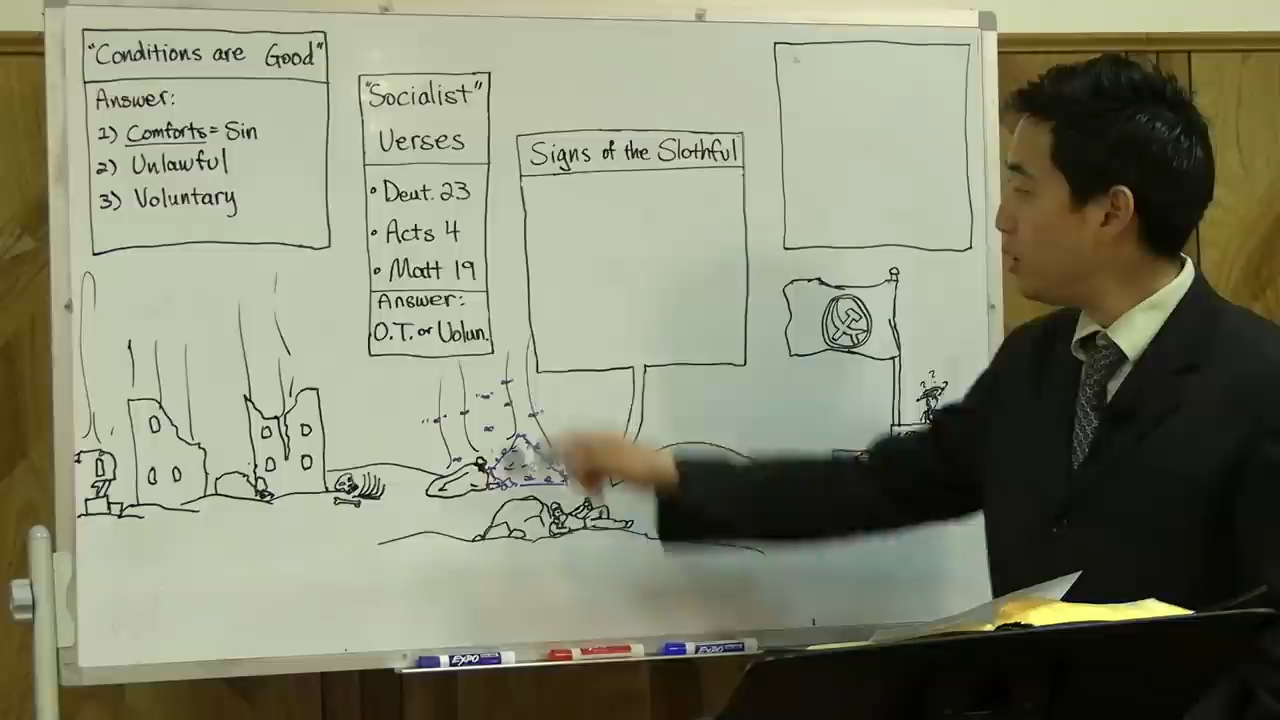 "Conditions are Good"
Answer:
1) Comforts = Sin
2) Unlawful
3) Voluntary
"Socialist"
Verses
• Deut. 23
• Acts 4
• Matt 19
Answer:
O.T. or Volun.
Signs of the Slothful
? ?
EXPO
EXPO